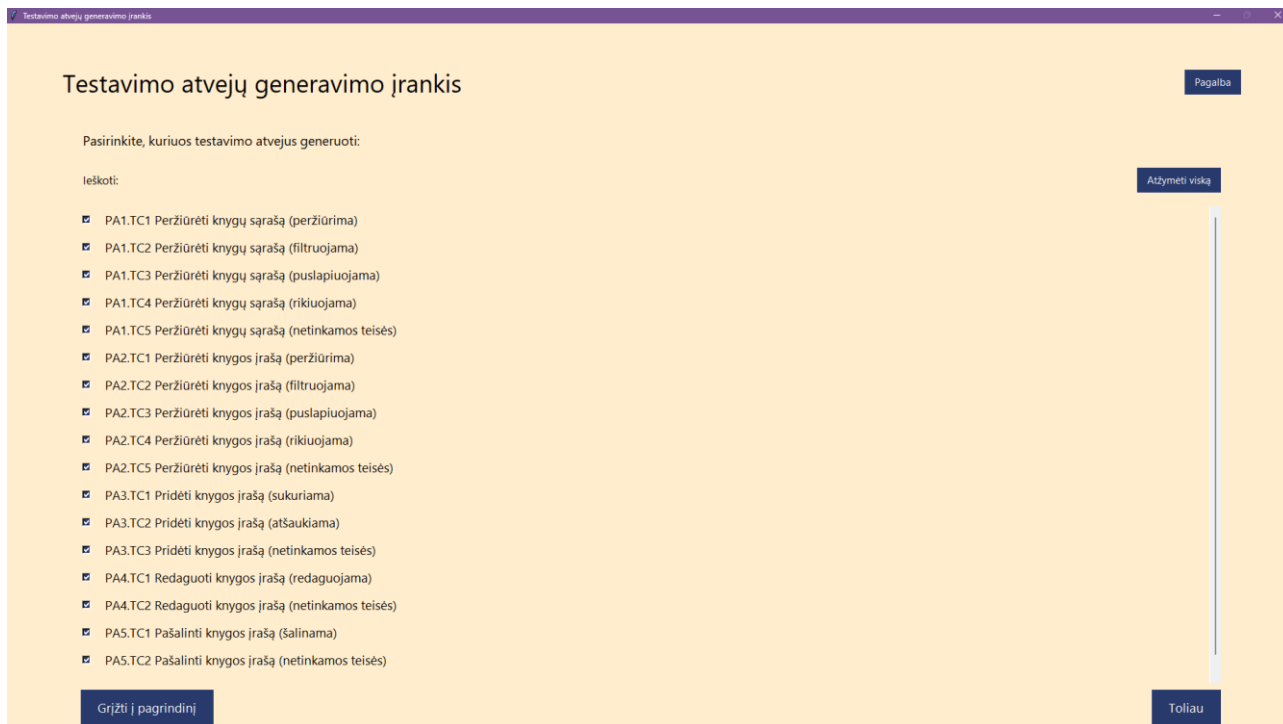 Testavimo atvejų generavimo įrankis
Testavimo atvejų generavimo įrankis
Pagalba
Pasirinkite, kuriuos testavimo atvejus generuoti:
Ieškoti:
Atžymėti viską
PA1.TC1 Peržiūrėti knygų sąrašą (peržiūrima)
PA1.TC2 Peržiūrėti knygų sąrašą (filtruojama)
PA1.TC3 Peržiūrėti knygų sąrašą (puslapiuojama)
PA1.TC4 Peržiūrėti knygų sąrašą (rikiuojama)
PA1.TC5 Peržiūrėti knygų sąrašą (netinkamos teisės)
PA2.TC1 Peržiūrėti knygos įrašą (peržiūrima)
PA2.TC2 Peržiūrėti knygos įrašą (filtruojama)
PA2.TC3 Peržiūrėti knygos įrašą (puslapiuojama)
PA2.TC4 Peržiūrėti knygos įrašą (rikiuojama)
PA2.TC5 Peržiūrėti knygos įrašą (netinkamos teisės)
PA3.TC1 Pridėti knygos įrašą (sukuriama)
PA3.TC2 Pridėti knygos įrašą (atšaukiama)
PA3.TC3 Pridėti knygos įrašą (netinkamos teisės)
PA4.TC1 Redaguoti knygos įrašą (redaguojama)
PA4.TC2 Redaguoti knygos įrašą (netinkamos teisės)
PA5.TC1 Pašalinti knygos įrašą (šalinama)
PA5.TC2 Pašalinti knygos įrašą (netinkamos teisės)
Grįžti į pagrindinį
Toliau